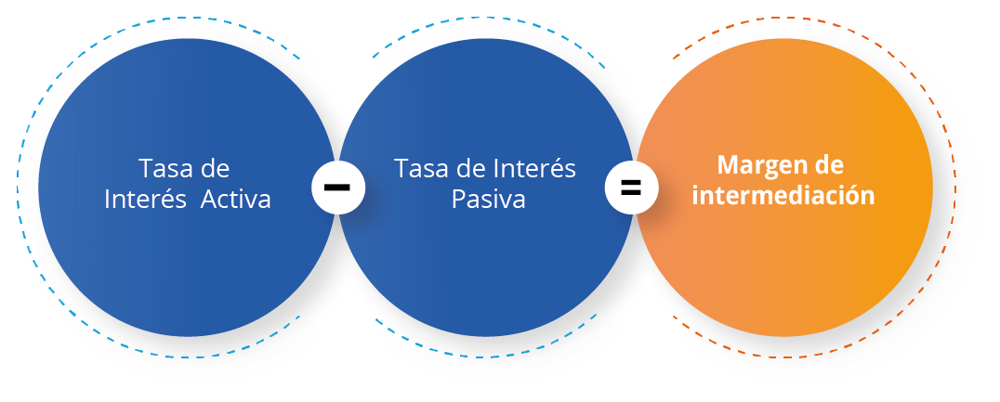 Tasa de
Interés  Activa
−
Tasa de Interés
Pasiva
=
Margen de
intermediación